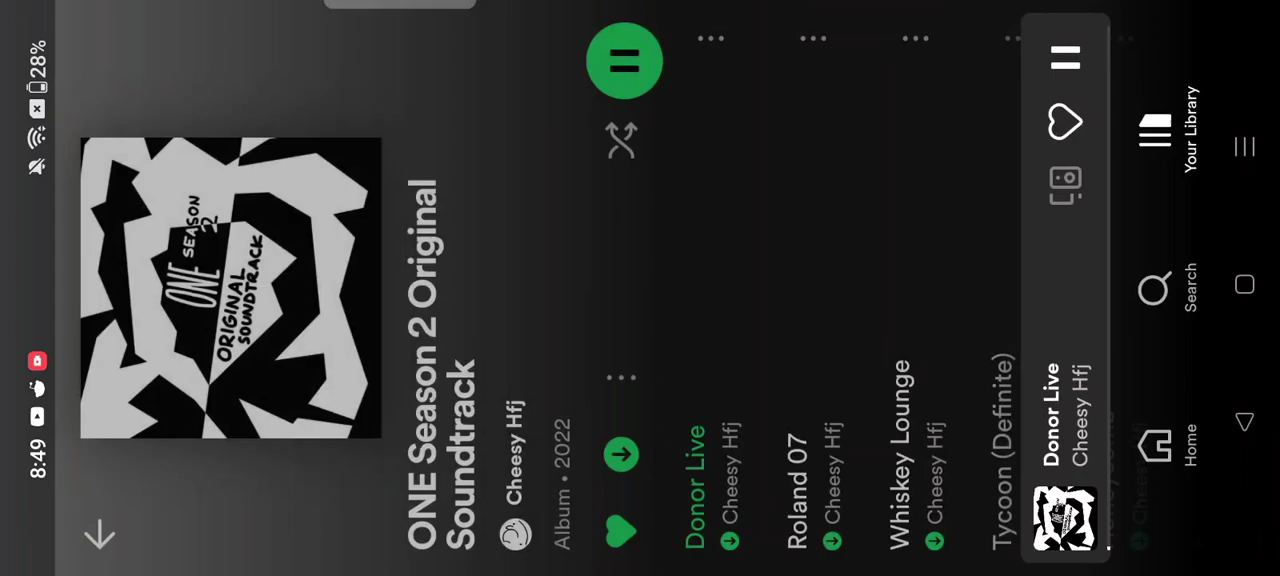 8:49
28%
ONE SEASON
2
ORIGINAL
SOUNDTRACK
ONE Season 2 Original
Soundtrack
Cheesy Hfj
Album • 2022
Donor Live
Cheesy Hfj
Roland 07
Cheesy Hfj
Whiskey Lounge
Cheesy Hfj
Tycoon (Definite)
Donor Live
Cheesy Hfj
Home
Search
Your Library